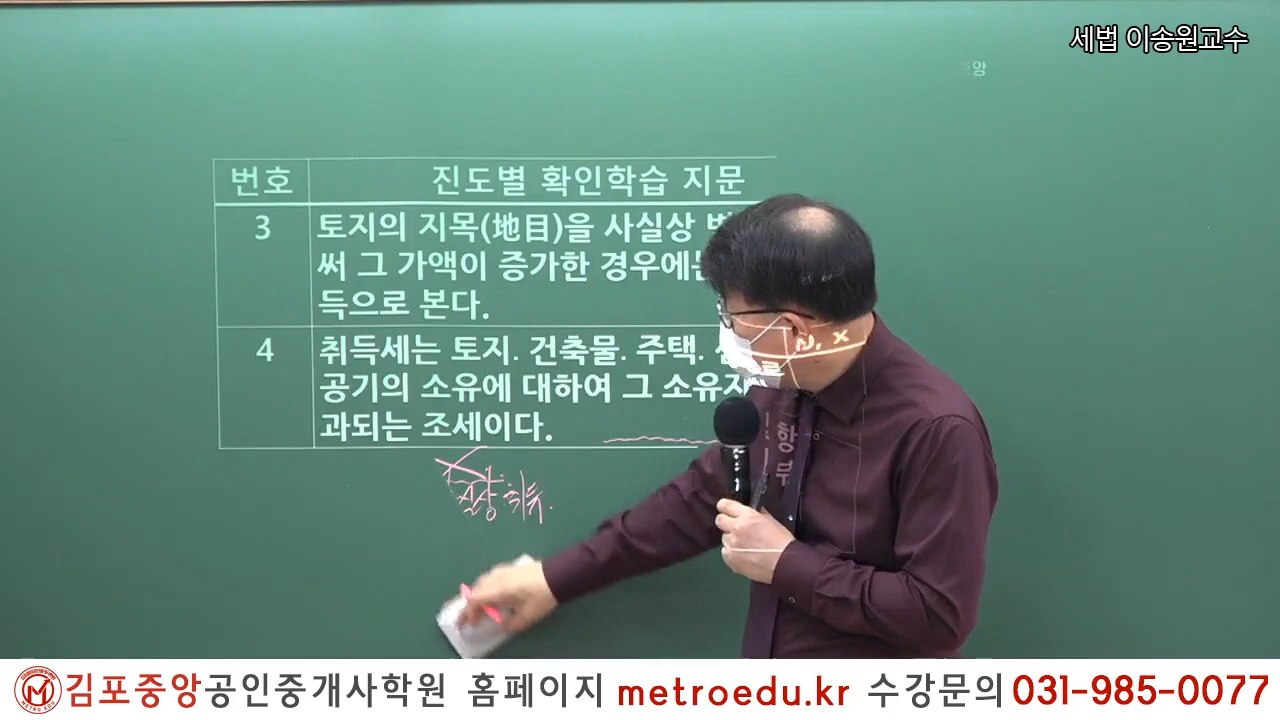 세법 이송원교수
앙
번호 진도별 확인학습 지문
3 토지의 지목(地目)을 사실상
써 그 가액이 증가한 경우에는
득으로 본다.
4 취득세는 토지. 건축물. 주택.
공기의 소유에 대하여 그 소유자
과되는 조세이다.
N, X
항
부
김포중앙공인중개사학원 홈페이지 metroedu.kr 수강문의 031-985-0077